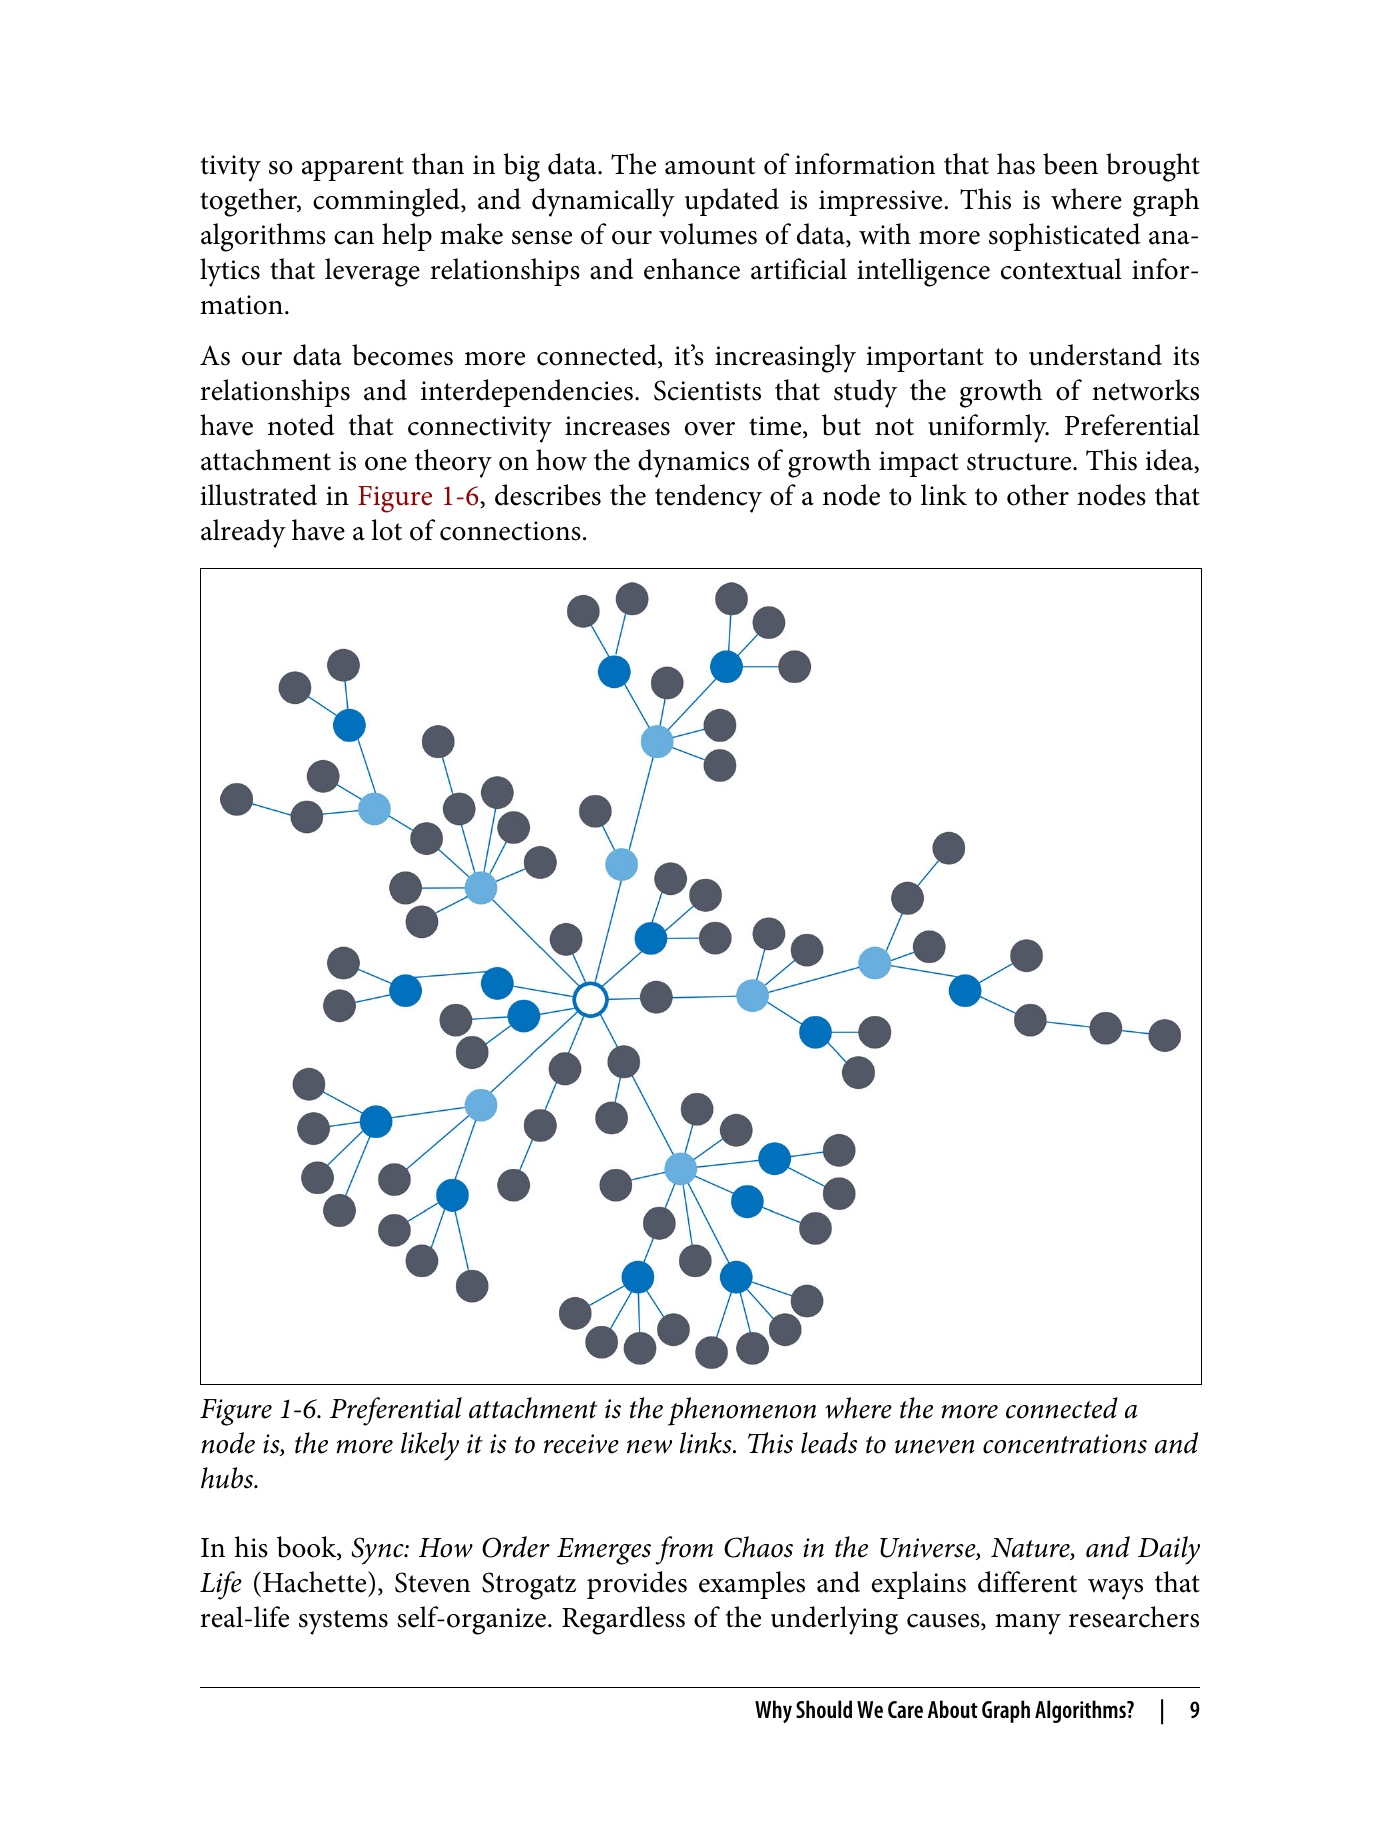 tivity so apparent than in big data. The amount of information that has been brought
together, commingled, and dynamically updated is impressive. This is where graph
algorithms can help make sense of our volumes of data, with more sophisticated ana-
lytics that leverage relationships and enhance artificial intelligence contextual infor-
mation.
As our data becomes more connected, it’s increasingly important to understand its
relationships and interdependencies. Scientists that study the growth of networks
have noted that connectivity increases over time, but not uniformly. Preferential
attachment is one theory on how the dynamics of growth impact structure. This idea,
illustrated in Figure 1-6, describes the tendency of a node to link to other nodes that
already have a lot of connections.
Figure 1-6. Preferential attachment is the phenomenon where the more connected a
node is, the more likely it is to receive new links. This leads to uneven concentrations and
hubs.
In his book, Sync: How Order Emerges from Chaos in the Universe, Nature, and Daily
Life (Hachette), Steven Strogatz provides examples and explains different ways that
real-life systems self-organize. Regardless of the underlying causes, many researchers
Why Should We Care About Graph Algorithms? | 9